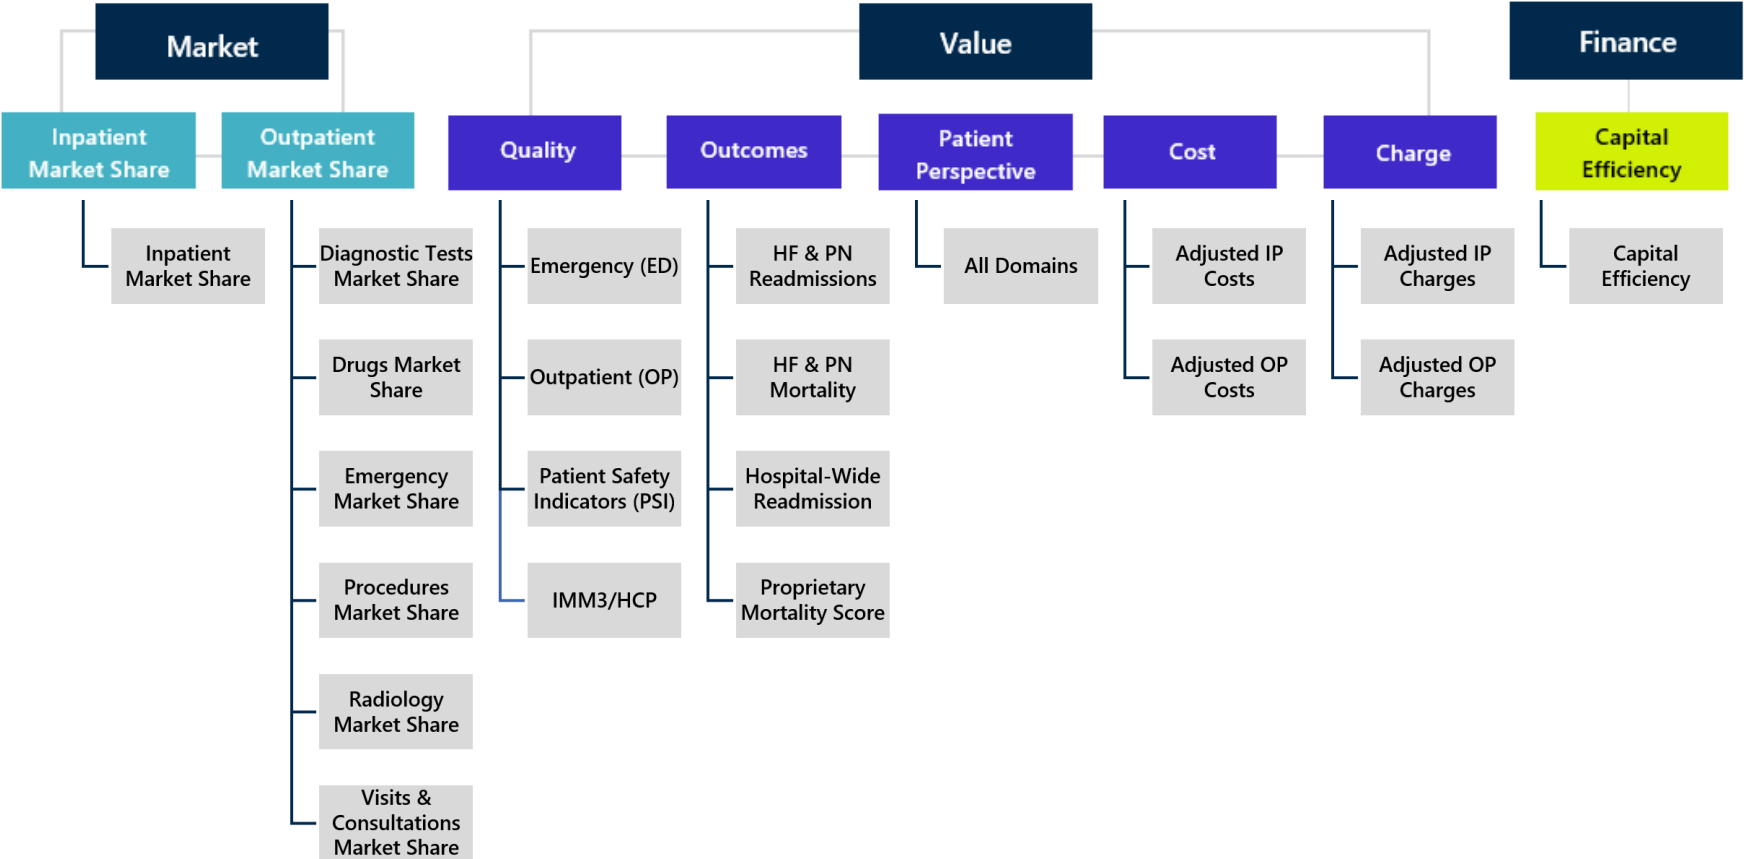 Market
Value
Finance
Inpatient
Market Share
Outpatient
Market Share
Quality
Outcomes
Patient
Perspective
Cost
Charge
Capital
Efficiency
Inpatient
Market Share
Diagnostic Tests
Market Share
Drugs Market
Share
Emergency
Market Share
Procedures
Market Share
Radiology
Market Share
Visits &
Consultations
Market Share
Emergency (ED)
Outpatient (OP)
Patient Safety
Indicators (PSI)
IMM3/HCP
HF & PN
Readmissions
HF & PN
Mortality
Hospital-Wide
Readmission
Proprietary
Mortality Score
All Domains
Adjusted IP
Costs
Adjusted OP
Costs
Adjusted IP
Charges
Adjusted OP
Charges
Capital
Efficiency